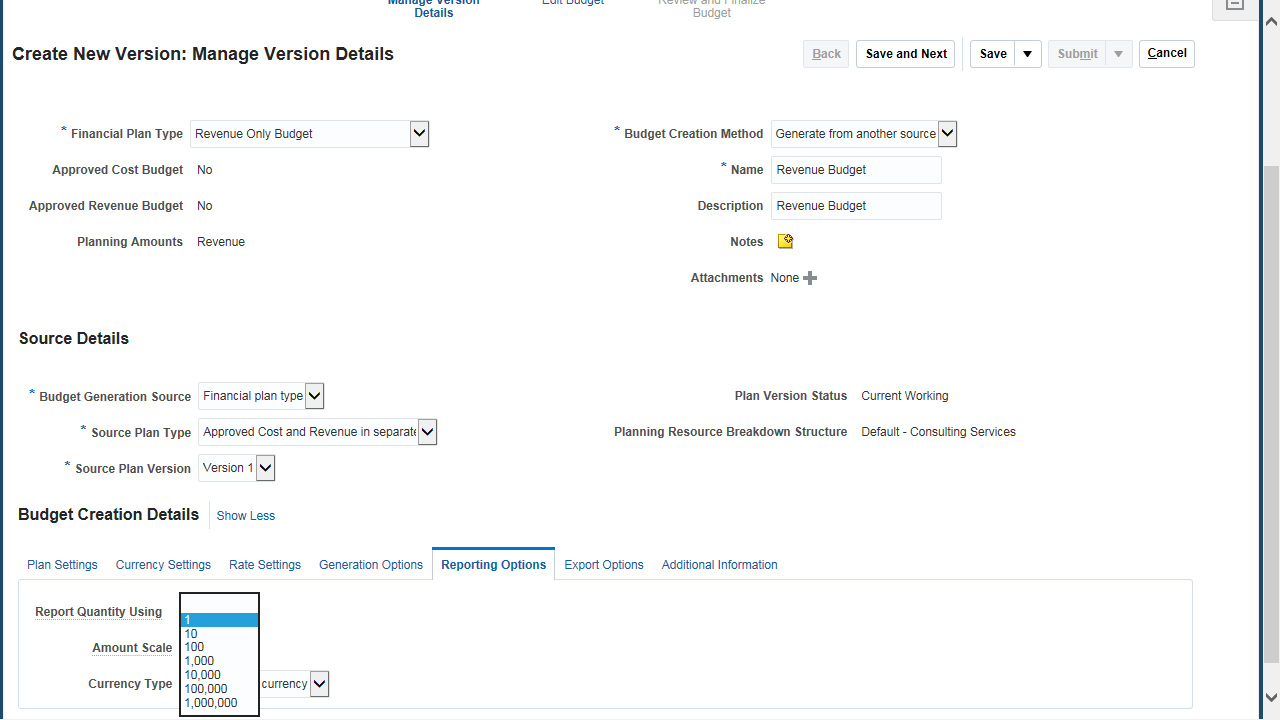 Manage Version
Details
Edit Budget
Review and Finalize
Budget
Create New Version: Manage Version Details
Back
Save and Next
Save
Submit
Cancel
* Financial Plan Type Revenue Only Budget
Approved Cost Budget No
Approved Revenue Budget No
Planning Amounts Revenue
* Budget Creation Method Generate from another source
* Name Revenue Budget
Description Revenue Budget
Notes
Attachments None
Source Details
* Budget Generation Source Financial plan type
* Source Plan Type Approved Cost and Revenue in separate
* Source Plan Version Version 1
Plan Version Status Current Working
Planning Resource Breakdown Structure Default - Consulting Services
Budget Creation Details Show Less
Plan Settings Currency Settings Rate Settings Generation Options Reporting Options Export Options Additional Information
Report Quantity Using
Amount Scale
Currency Type currency
1
10
100
1,000
10,000
100,000
1,000,000